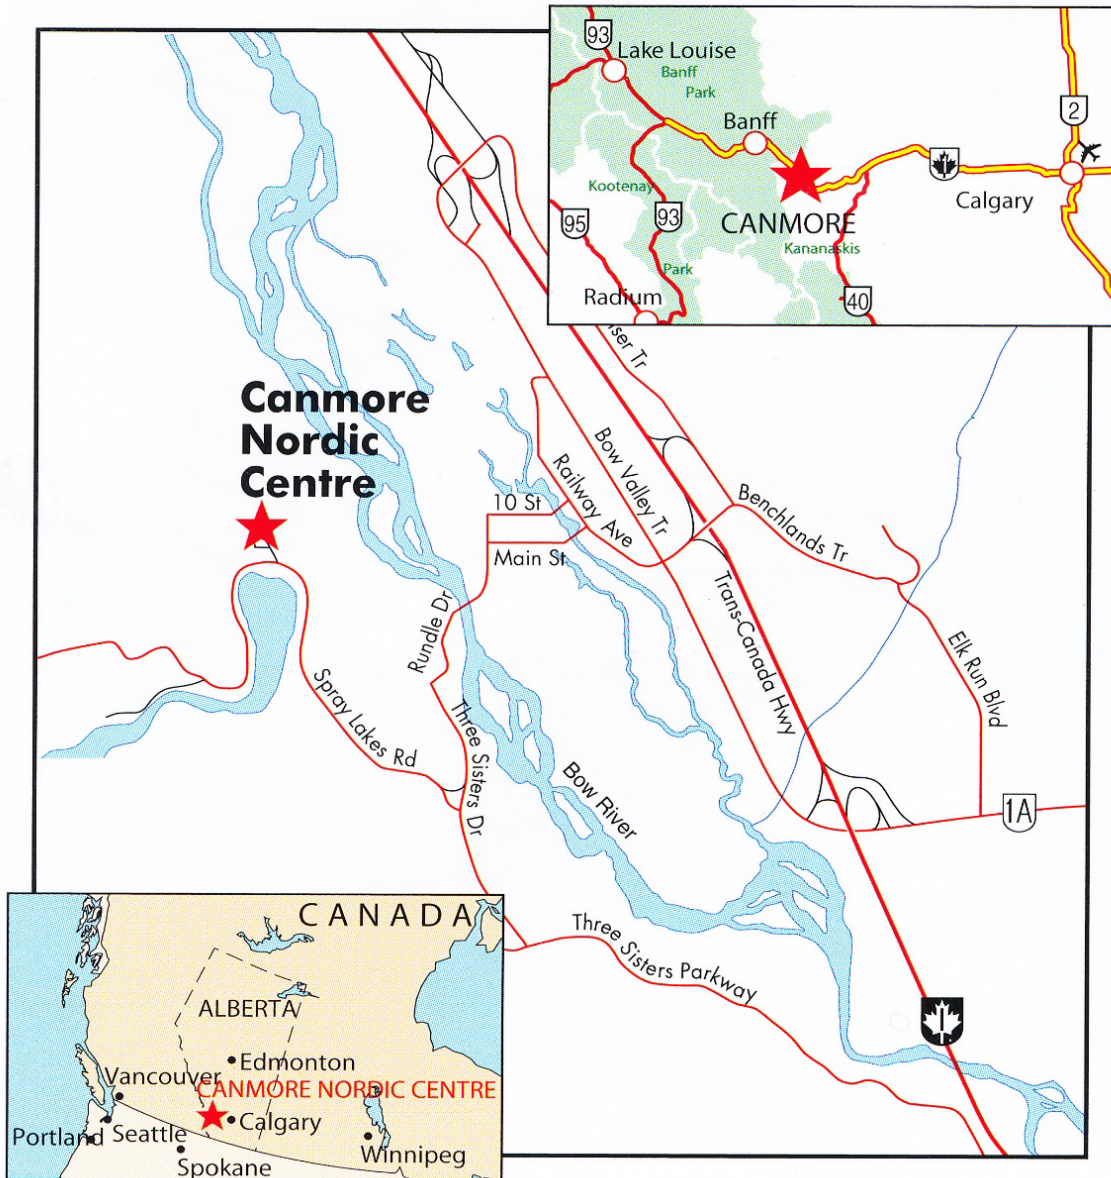 93
Lake Louise
Banff
Park
Banff
2
Kootenay
93
95
CANMORE
Calgary
Kananaskis
Park
Radium
40
ser Tr
Canmore
Nordic
Centre
10 St
Main St
Railway Ave
Bow Valley Tr
Benchlands Tr
Trans-Canada Hwy
Elk Run Blvd
Rundle Dr
Spray Lakes Rd
Three Sisters Dr
Bow River
1A
Three Sisters Parkway
1
CANADA
ALBERTA
Edmonton
Vancouver
CANMORE NORDIC CENTRE
Calgary
Portland
Seattle
Winnipeg
Spokane